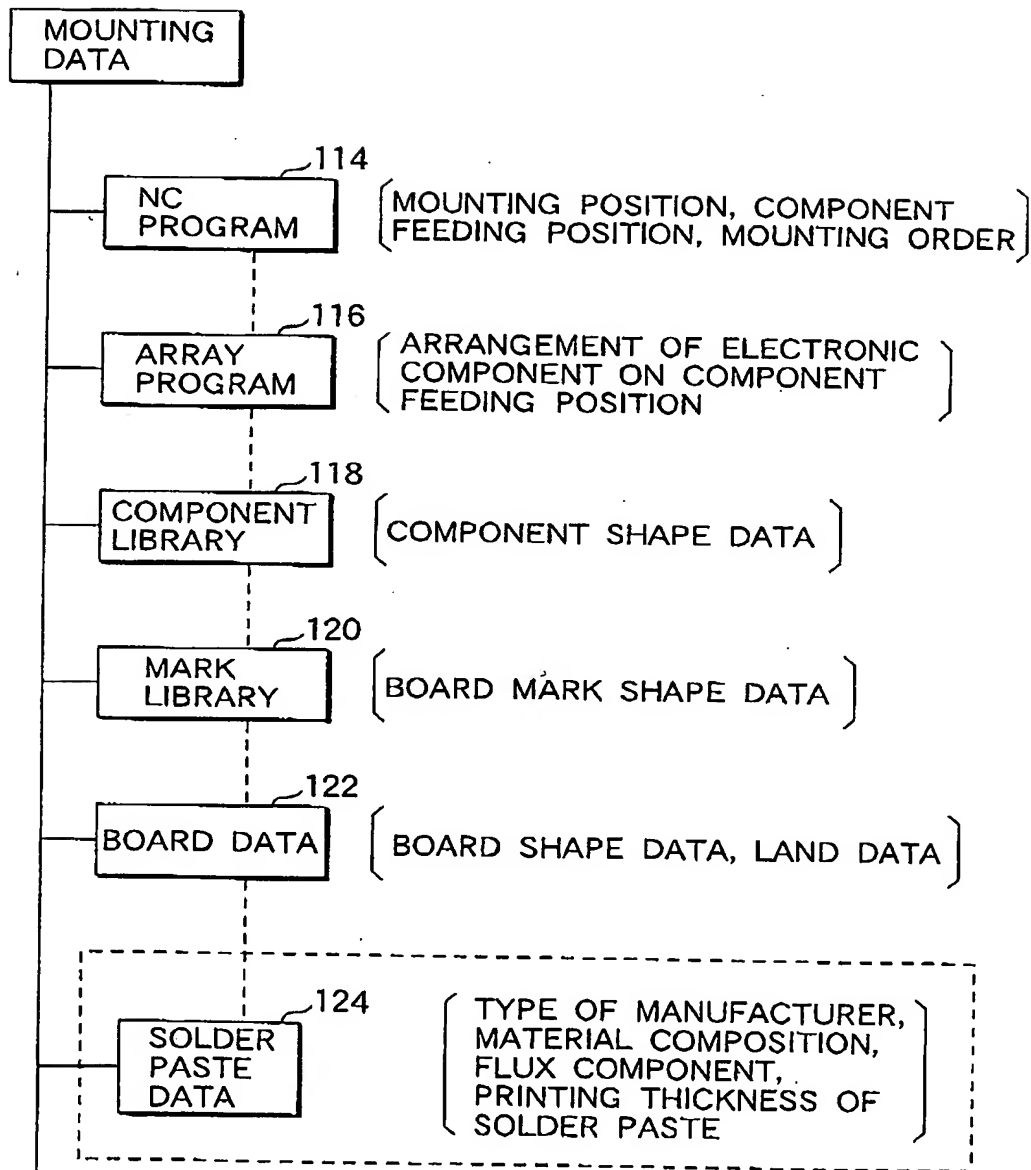 MOUNTING
DATA
114
NC
PROGRAM
MOUNTING POSITION, COMPONENT
FEEDING POSITION, MOUNTING ORDER
116
ARRAY
PROGRAM
ARRANGEMENT OF ELECTRONIC
COMPONENT ON COMPONENT
FEEDING POSITION
118
COMPONENT
LIBRARY
COMPONENT SHAPE DATA
120
MARK
LIBRARY
BOARD MARK SHAPE DATA
122
BOARD DATA
BOARD SHAPE DATA, LAND DATA
124
SOLDER
PASTE
DATA
TYPE OF MANUFACTURER,
MATERIAL COMPOSITION,
FLUX COMPONENT,
PRINTING THICKNESS OF
SOLDER PASTE